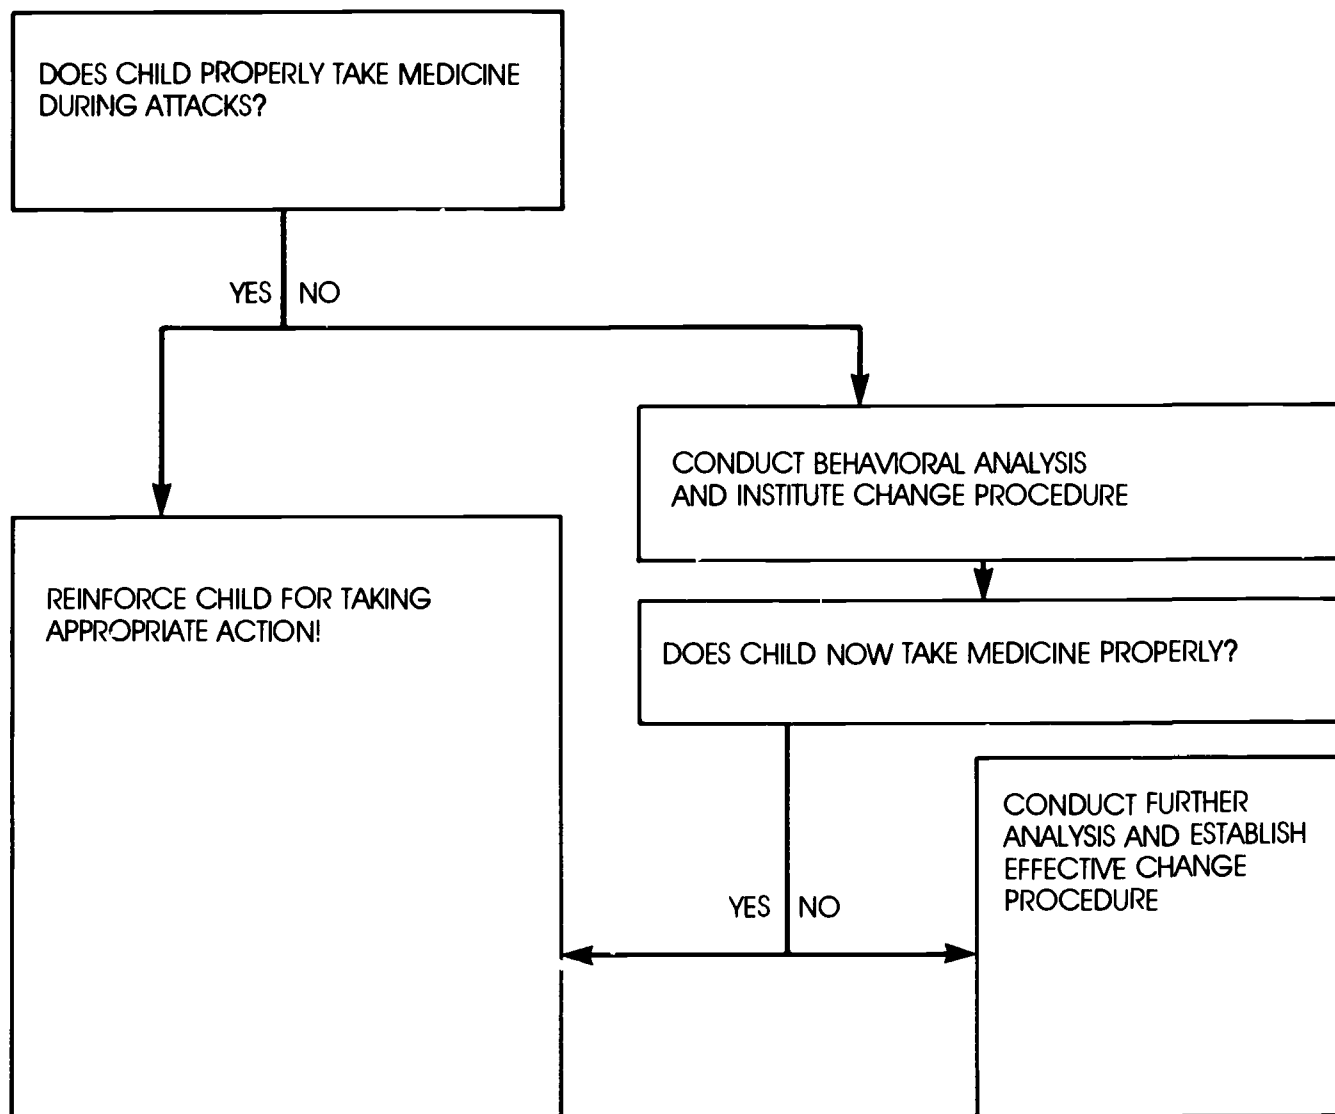 DOES CHILD PROPERLY TAKE MEDICINE
DURING ATTACKS?
YES NO
CONDUCT BEHAVIORAL ANALYSIS
AND INSTITUTE CHANGE PROCEDURE
REINFORCE CHILD FOR TAKING
APPROPRIATE ACTION!
DOES CHILD NOW TAKE MEDICINE PROPERLY?
CONDUCT FURTHER
ANALYSIS AND ESTABLISH
EFFECTIVE CHANGE
PROCEDURE
YES NO